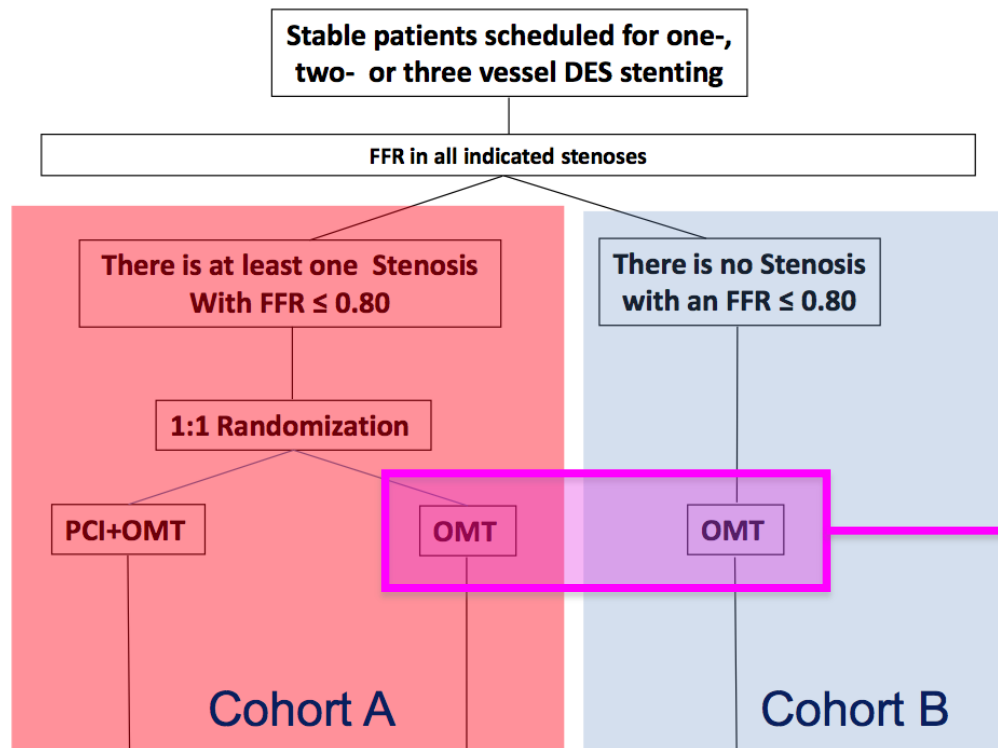 Stable patients scheduled for one-,
two- or three vessel DES stenting
FFR in all indicated stenoses
There is at least one Stenosis
With FFR ≤ 0.80
There is no Stenosis
with an FFR ≤ 0.80
1:1 Randomization
PCI+OMT
OMT
OMT
Cohort A
Cohort B